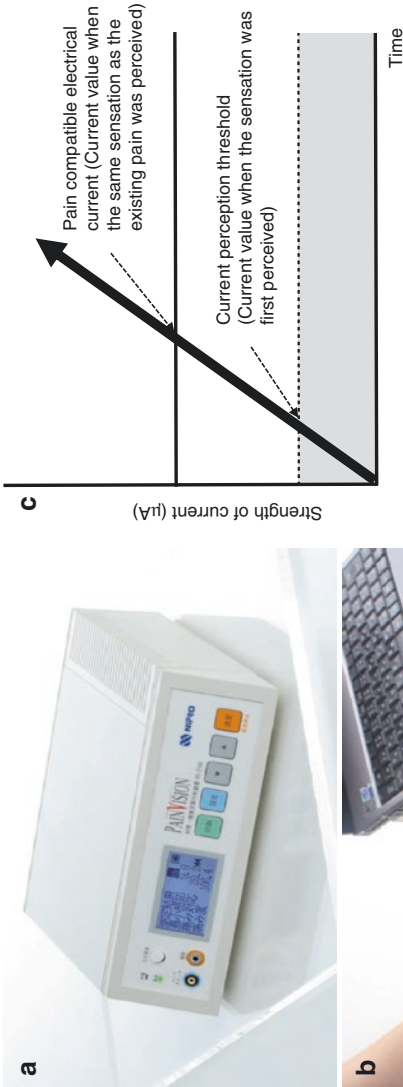 a
PAINVISION
NIPRO
b
c
Strength of current (μA)
Pain compatible electrical
current (Current value when
the same sensation as the
existing pain was perceived)
Current perception threshold
(Current value when the sensation was
first perceived)
Time